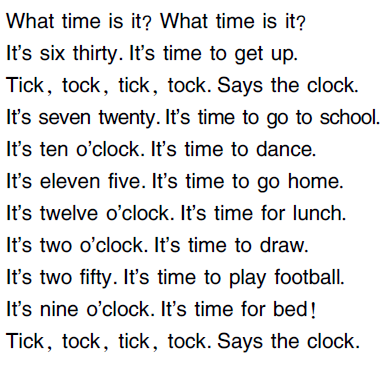 What time is it? What time is it?
It's six thirty. It's time to get up.
Tick, tock, tick, tock. Says the clock.
It's seven twenty. It's time to go to school.
It's ten o'clock. It's time to dance.
It's eleven five. It's time to go home.
It's twelve o'clock. It's time for lunch.
It's two o'clock. It's time to draw.
It's two fifty. It's time to play football.
It's nine o'clock. It's time for bed!
Tick, tock, tick, tock. Says the clock.